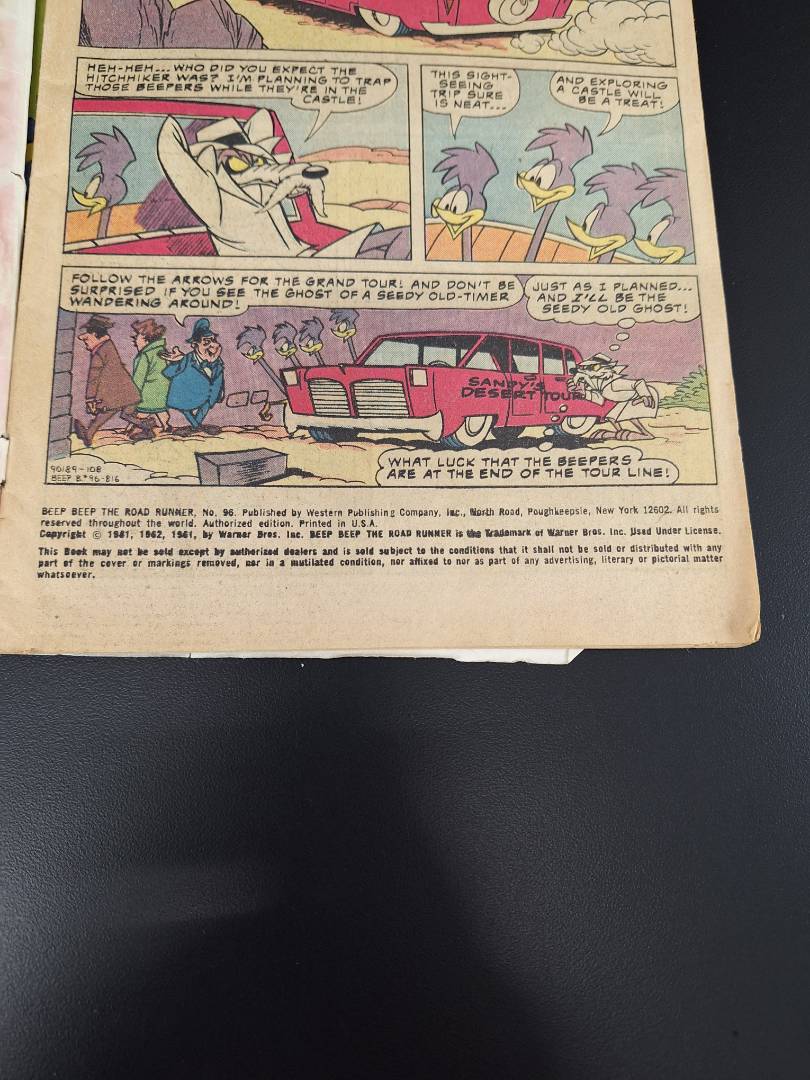 HEH-HEH... WHO DID YOU EXPECT THE
HITCHHIKER WAS? I'M PLANNING TO TRAP
THOSE BEEPERS WHILE THEY'RE IN THE
CASTLE!
THIS SIGHT-
SEEING
TRIP SURE
IS NEAT...
AND EXPLORING
A CASTLE WILL
BE A TREAT!
FOLLOW THE ARROWS FOR THE GRAND TOUR! AND DON'T BE
SURPRISED IF YOU SEE THE GHOST OF A SEEDY OLD-TIMER
WANDERING AROUND!
JUST AS I PLANNED...
AND I'LL BE THE
SEEDY OLD GHOST!
SANDY'S
DESERT TOUR
90189-108
BEEP B.#96-816
WHAT LUCK THAT THE BEEPERS
ARE AT THE END OF THE TOUR LINE!
BEEP BEEP THE ROAD RUNNER, No. 96. Published by Western Publishing Company, Inc., North Road, Poughkeepsie, New York 12602. All rights
reserved throughout the world. Authorized edition. Printed in U.S.A.
Copyright © 1981, 1962, 1961, by Warner Bros. Inc. BEEP BEEP THE ROAD RUNNER is the Trademark of Warner Bros. Inc. Used Under License.
This Book may not be sold except by authorized dealers and is sold subject to the conditions that it shall not be sold or distributed with any
part of the cover or markings removed, nor in a mutilated condition, nor affixed to nor as part of any advertising, literary or pictorial matter
whatsoever.